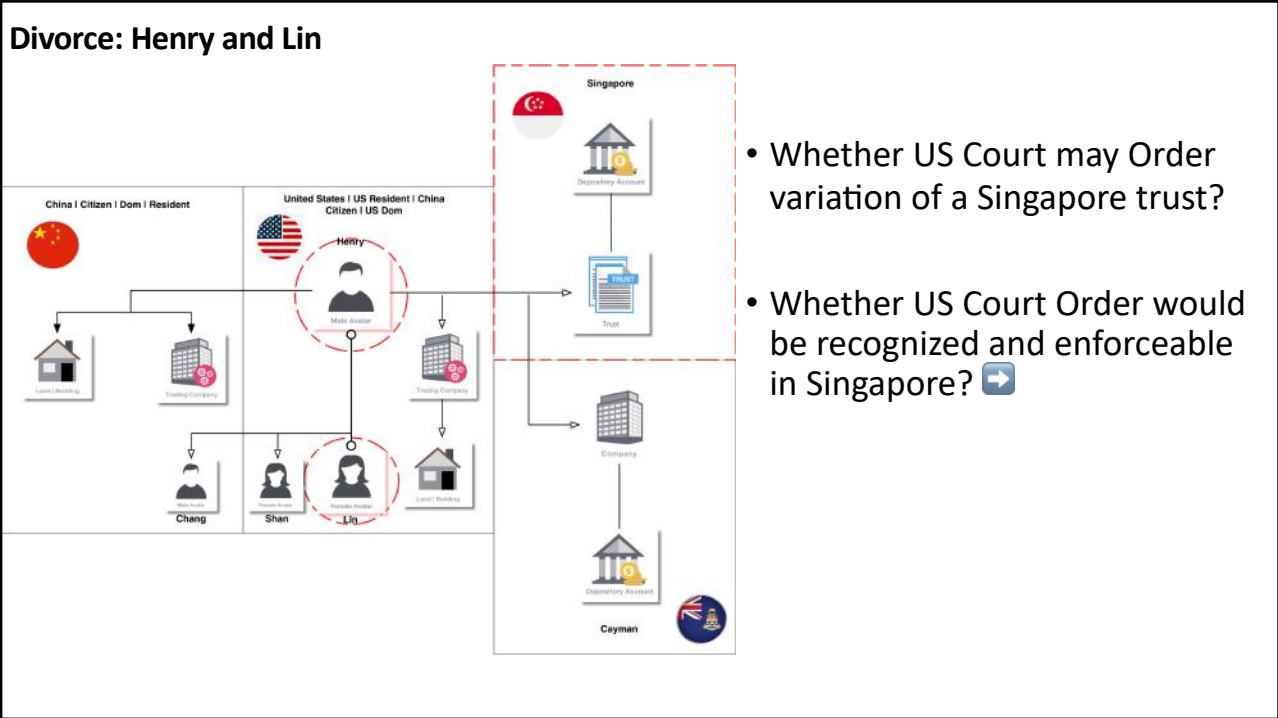 Divorce: Henry and Lin
Singapore
Depository Account
TRUST
Trust
China I Citizen I Dom I Resident
United States I US Resident I China
Citizen I US Dom
Henry
Male Avatar
Land | Building
Trading Company
Trading Company
Male Avatar
Chang
Female Avatar
Shan
Female Avatar
Lin
Land | Building
Company
Depository Account
Cayman
• Whether US Court may Order
variation of a Singapore trust?
• Whether US Court Order would
be recognized and enforceable
in Singapore? ➡️